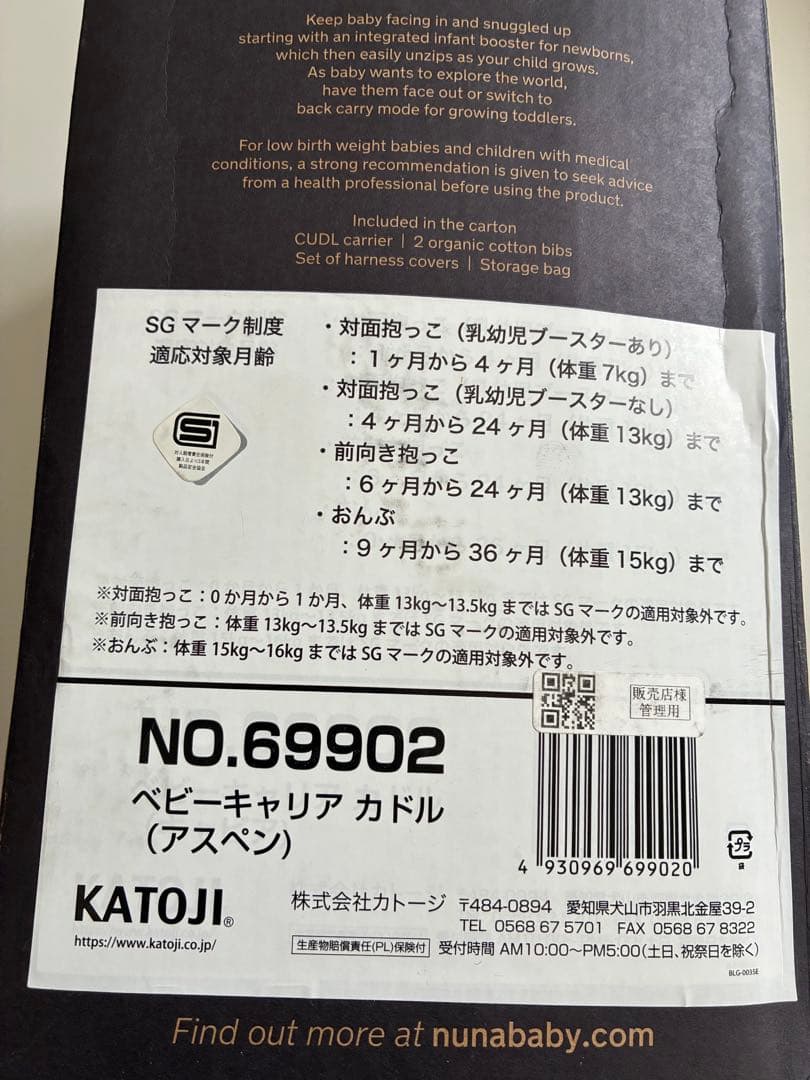 Keep baby facing in and snuggled up
starting with an integrated infant booster for newborns,
which then easily unzips as your child grows.
As baby wants to explore the world,
have them face out or switch to
back carry mode for growing toddlers.
For low birth weight babies and children with medical
conditions, a strong recommendation is given to seek advice
from a health professional before using the product.
Included in the carton
CUDL carrier | 2 organic cotton bibs
Set of harness covers | Storage bag
SG マーク制度
適応対象月齢
・対面抱っこ（乳幼児ブースターあり）
：1ヶ月から4ヶ月（体重7kg）まで
・対面抱っこ（乳幼児ブースターなし）
：4ヶ月から24ヶ月（体重13kg）まで
・前向き抱っこ
：6ヶ月から24ヶ月（体重13kg）まで
・おんぶ
：9ヶ月から36ヶ月（体重15kg）まで
※対面抱っこ：0か月から1か月、体重13kg〜13.5kgまではSGマークの適用対象外です。
※前向き抱っこ：体重13kg〜13.5kgまではSGマークの適用対象外です。
※おんぶ：体重15kg〜16kgまではSGマークの適用対象外です。
販売店様
管理用
NO.69902
ベビーキャリア カドル
（アスペン）
4 930969 699020
プラ
KATOJI®
https://www.katoji.co.jp/
株式会社カトージ 〒484-0894 愛知県犬山市羽黒北金屋39-2
TEL 0568 67 5701 FAX 0568 67 8322
生産物賠償責任(PL)保険付 受付時間 AM10:00〜PM5:00（土日、祝祭日を除く）
BLG-0035E
Find out more at nunababy.com